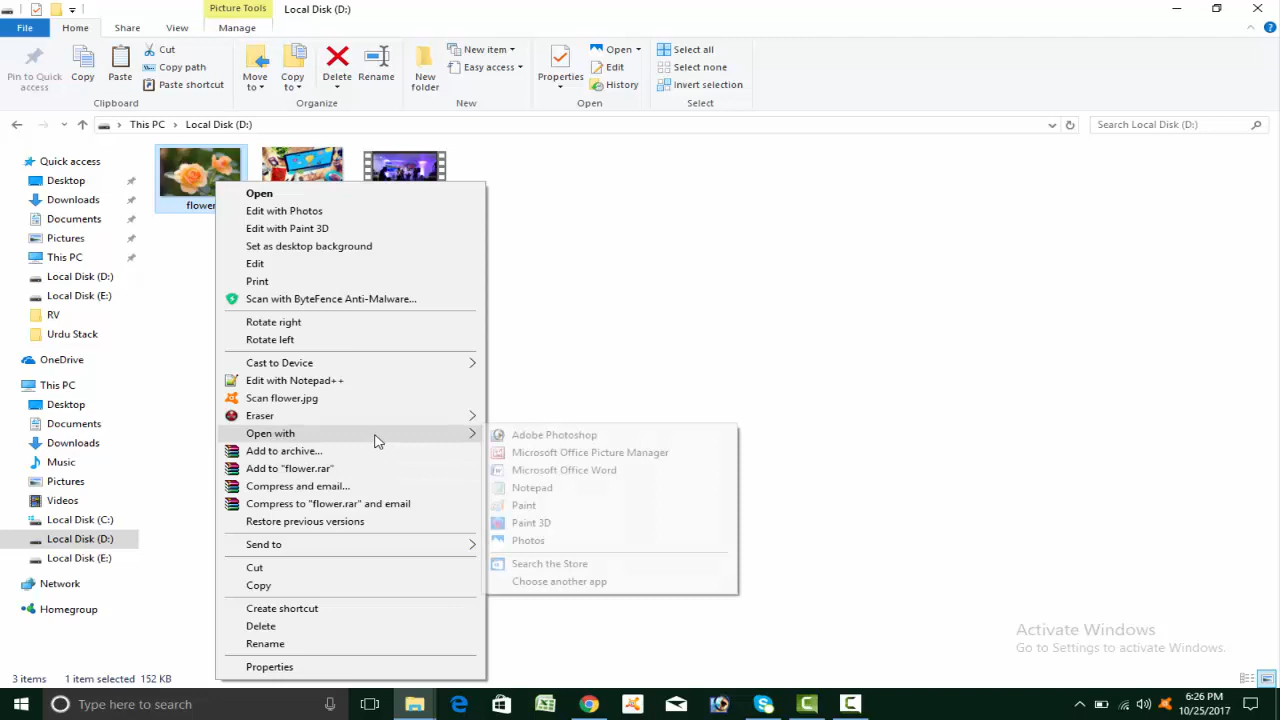 Picture Tools
Local Disk (D:)
File
Home
Share
View
Manage
Pin to Quick access
Copy
Paste
Cut
Copy path
Paste shortcut
Clipboard
Move to
Copy to
Delete
Rename
Organize
New folder
New item
Easy access
New
Properties
Open
Edit
History
Open
Select all
Select none
Invert selection
Select
This PC > Local Disk (D:)
Search Local Disk (D:)
Quick access
Desktop
Downloads
Documents
Pictures
This PC
Local Disk (D:)
Local Disk (E:)
RV
Urdu Stack
OneDrive
This PC
Desktop
Documents
Downloads
Music
Pictures
Videos
Local Disk (C:)
Local Disk (D:)
Local Disk (E:)
Network
Homegroup
flower
Open
Edit with Photos
Edit with Paint 3D
Set as desktop background
Edit
Print
Scan with ByteFence Anti-Malware...
Rotate right
Rotate left
Cast to Device
Edit with Notepad++
Scan flower.jpg
Eraser
Open with
Add to archive...
Add to "flower.rar"
Compress and email...
Compress to "flower.rar" and email
Restore previous versions
Send to
Cut
Copy
Create shortcut
Delete
Rename
Properties
Adobe Photoshop
Microsoft Office Picture Manager
Microsoft Office Word
Notepad
Paint
Paint 3D
Photos
Search the Store
Choose another app
Activate Windows
Go to Settings to activate Windows.
3 items 1 item selected 152 KB
Type here to search
6:26 PM
10/25/2017